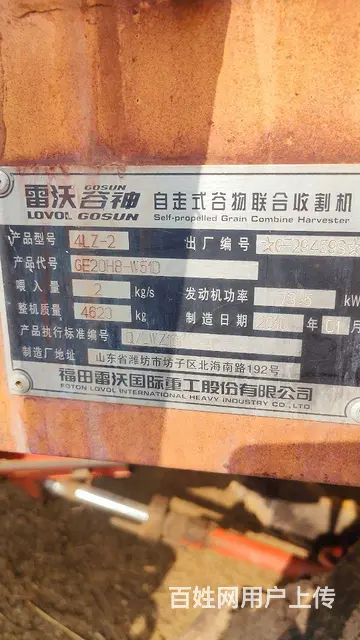 雷沃 GOSUN 谷神 自走式谷物联合收割机
LOVOL GOSUN Self-propelled Grain Combine Harvester
产品型号 4LZ-2 出厂编号
产品代号 GE20H8-W51D
喂入量 2 kg/s 发动机功率 kW
整机质量 4620 kg 制造日期 年 01 月
产品执行标准编号
制造厂地址 山东省潍坊市坊子区北海南路192号
福田雷沃国际重工股份有限公司
FOTON LOVOL INTERNATIONAL HEAVY INDUSTRY CO.,LTD.
百姓网用户上传